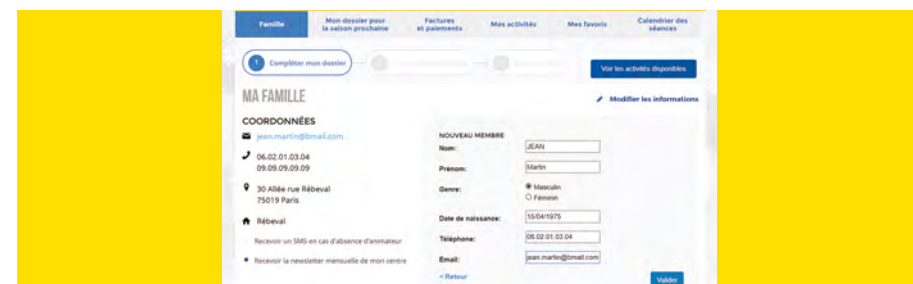 Famille
Mon dossier pour la saison prochaine
Factures et paiements
Mes activités
Mes favoris
Calendrier des séances
1 Compléter mon dossier
Voir les activités disponibles
MA FAMILLE
Modifier les informations
COORDONNÉES
jean.martin@bmail.com
06.02.01.03.04
09.09.09.09.09
30 Allée rue Rébeval
75019 Paris
Rébeval
Recevoir un SMS en cas d'absence d'animateur
Recevoir la newsletter mensuelle de mon centre
NOUVEAU MEMBRE
Nom: JEAN
Prénom: Martin
Genre: Masculin
Féminin
Date de naissance: 15/04/1975
Téléphone: 06.02.01.03.04
Email: jean.martin@bmail.com
< Retour
Valider